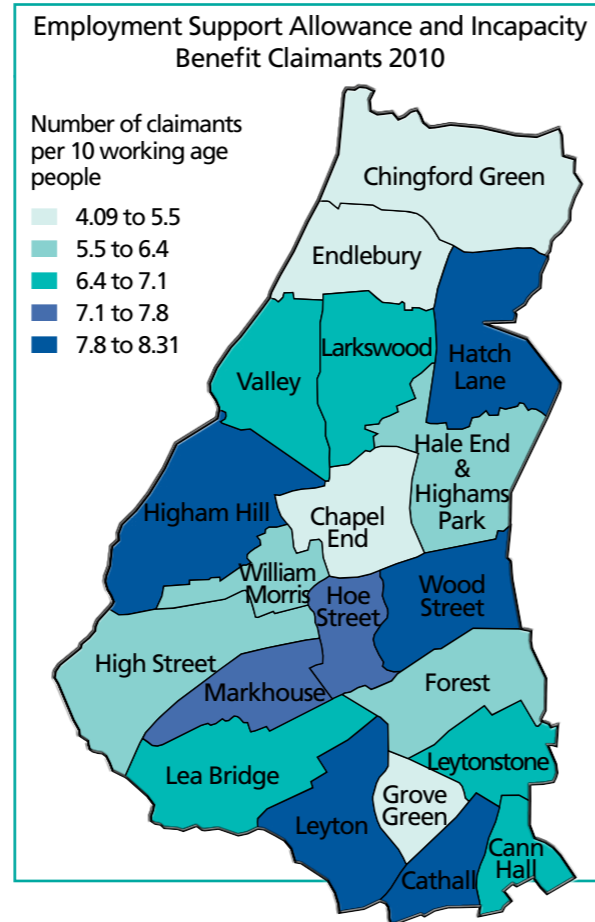 Employment Support Allowance and Incapacity
Benefit Claimants 2010
Number of claimants
per 10 working age
people
4.09 to 5.5
5.5 to 6.4
6.4 to 7.1
7.1 to 7.8
7.8 to 8.31
Chingford Green
Endlebury
Larkswood
Hatch
Lane
Valley
Hale End
&
Highams
Park
Higham Hill
Chapel
End
William
Morris
Hoe
Street
Wood
Street
High Street
Markhouse
Forest
Lea Bridge
Leytonstone
Leyton
Grove
Green
Cann
Hall
Cathall